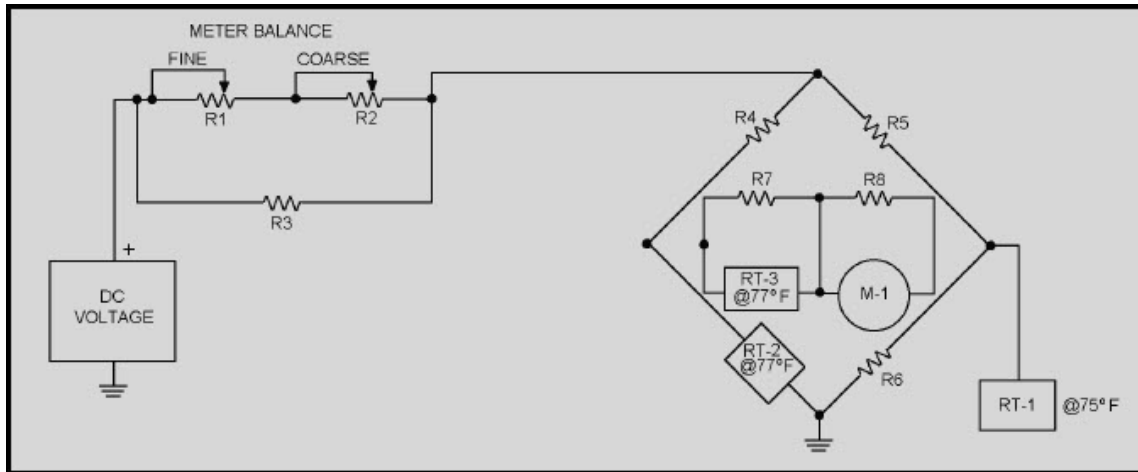 METER BALANCE
FINE
COARSE
R1
R2
R3
+
DC
VOLTAGE
R4
R5
R7
R8
RT-3
@77°F
M-1
RT-2
@77°F
R6
RT-1
@75°F